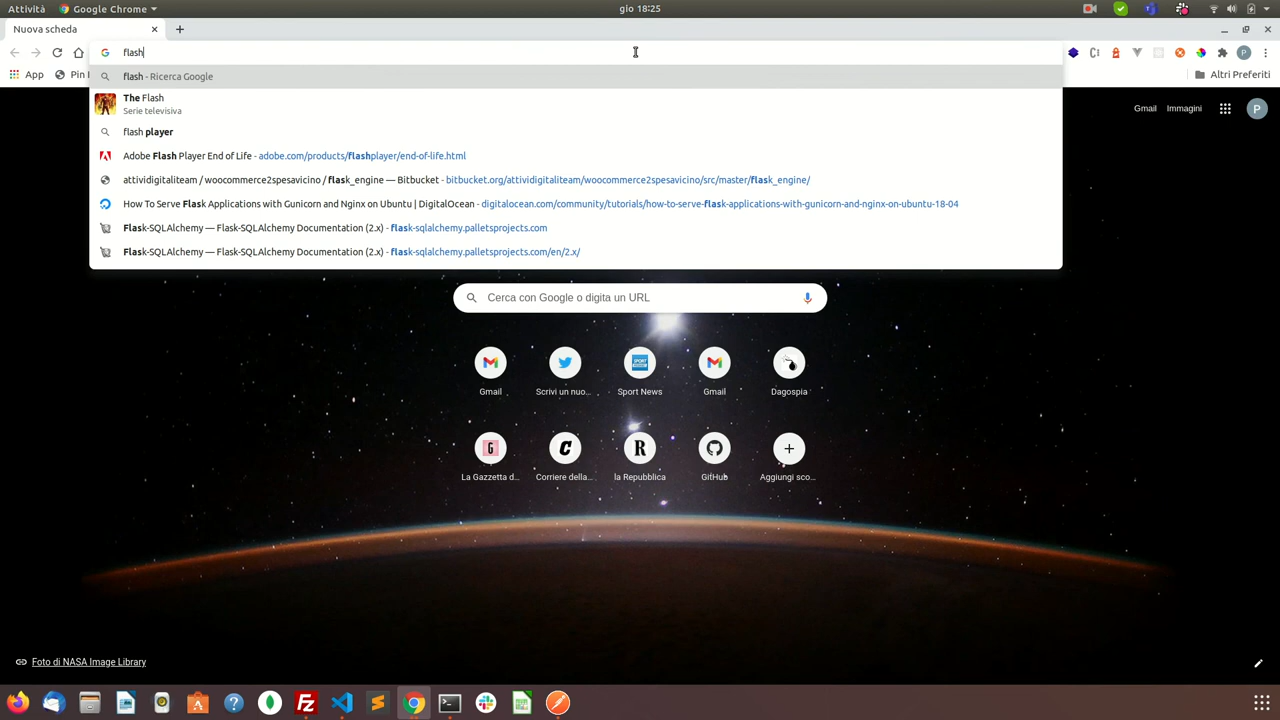 Attività Google Chrome gio 18:25
Nuova scheda
flash
App
flash - Ricerca Google
Altri Preferiti
The Flash
Serie televisiva
Gmail Immagini P
flash player
Adobe Flash Player End of Life - adobe.com/products/flashplayer/end-of-life.html
attividigitaliteam / woocommerce2spesavicino / flask_engine — Bitbucket - bitbucket.org/attividigitaliteam/woocommerce2spesavicino/src/master/flask_engine/
How To Serve Flask Applications with Gunicorn and Nginx on Ubuntu | DigitalOcean - digitalocean.com/community/tutorials/how-to-serve-flask-applications-with-gunicorn-and-nginx-on-ubuntu-18-04
Flask-SQLAlchemy — Flask-SQLAlchemy Documentation (2.x) - flask-sqlalchemy.palletsprojects.com
Flask-SQLAlchemy — Flask-SQLAlchemy Documentation (2.x) - flask-sqlalchemy.palletsprojects.com/en/2.x/
Cerca con Google o digita un URL
Gmail Scrivi un nuo... Sport News Gmail Dagospia
La Gazzetta d... Corriere della... la Repubblica GitHub Aggiungi sco...
Foto di NASA Image Library